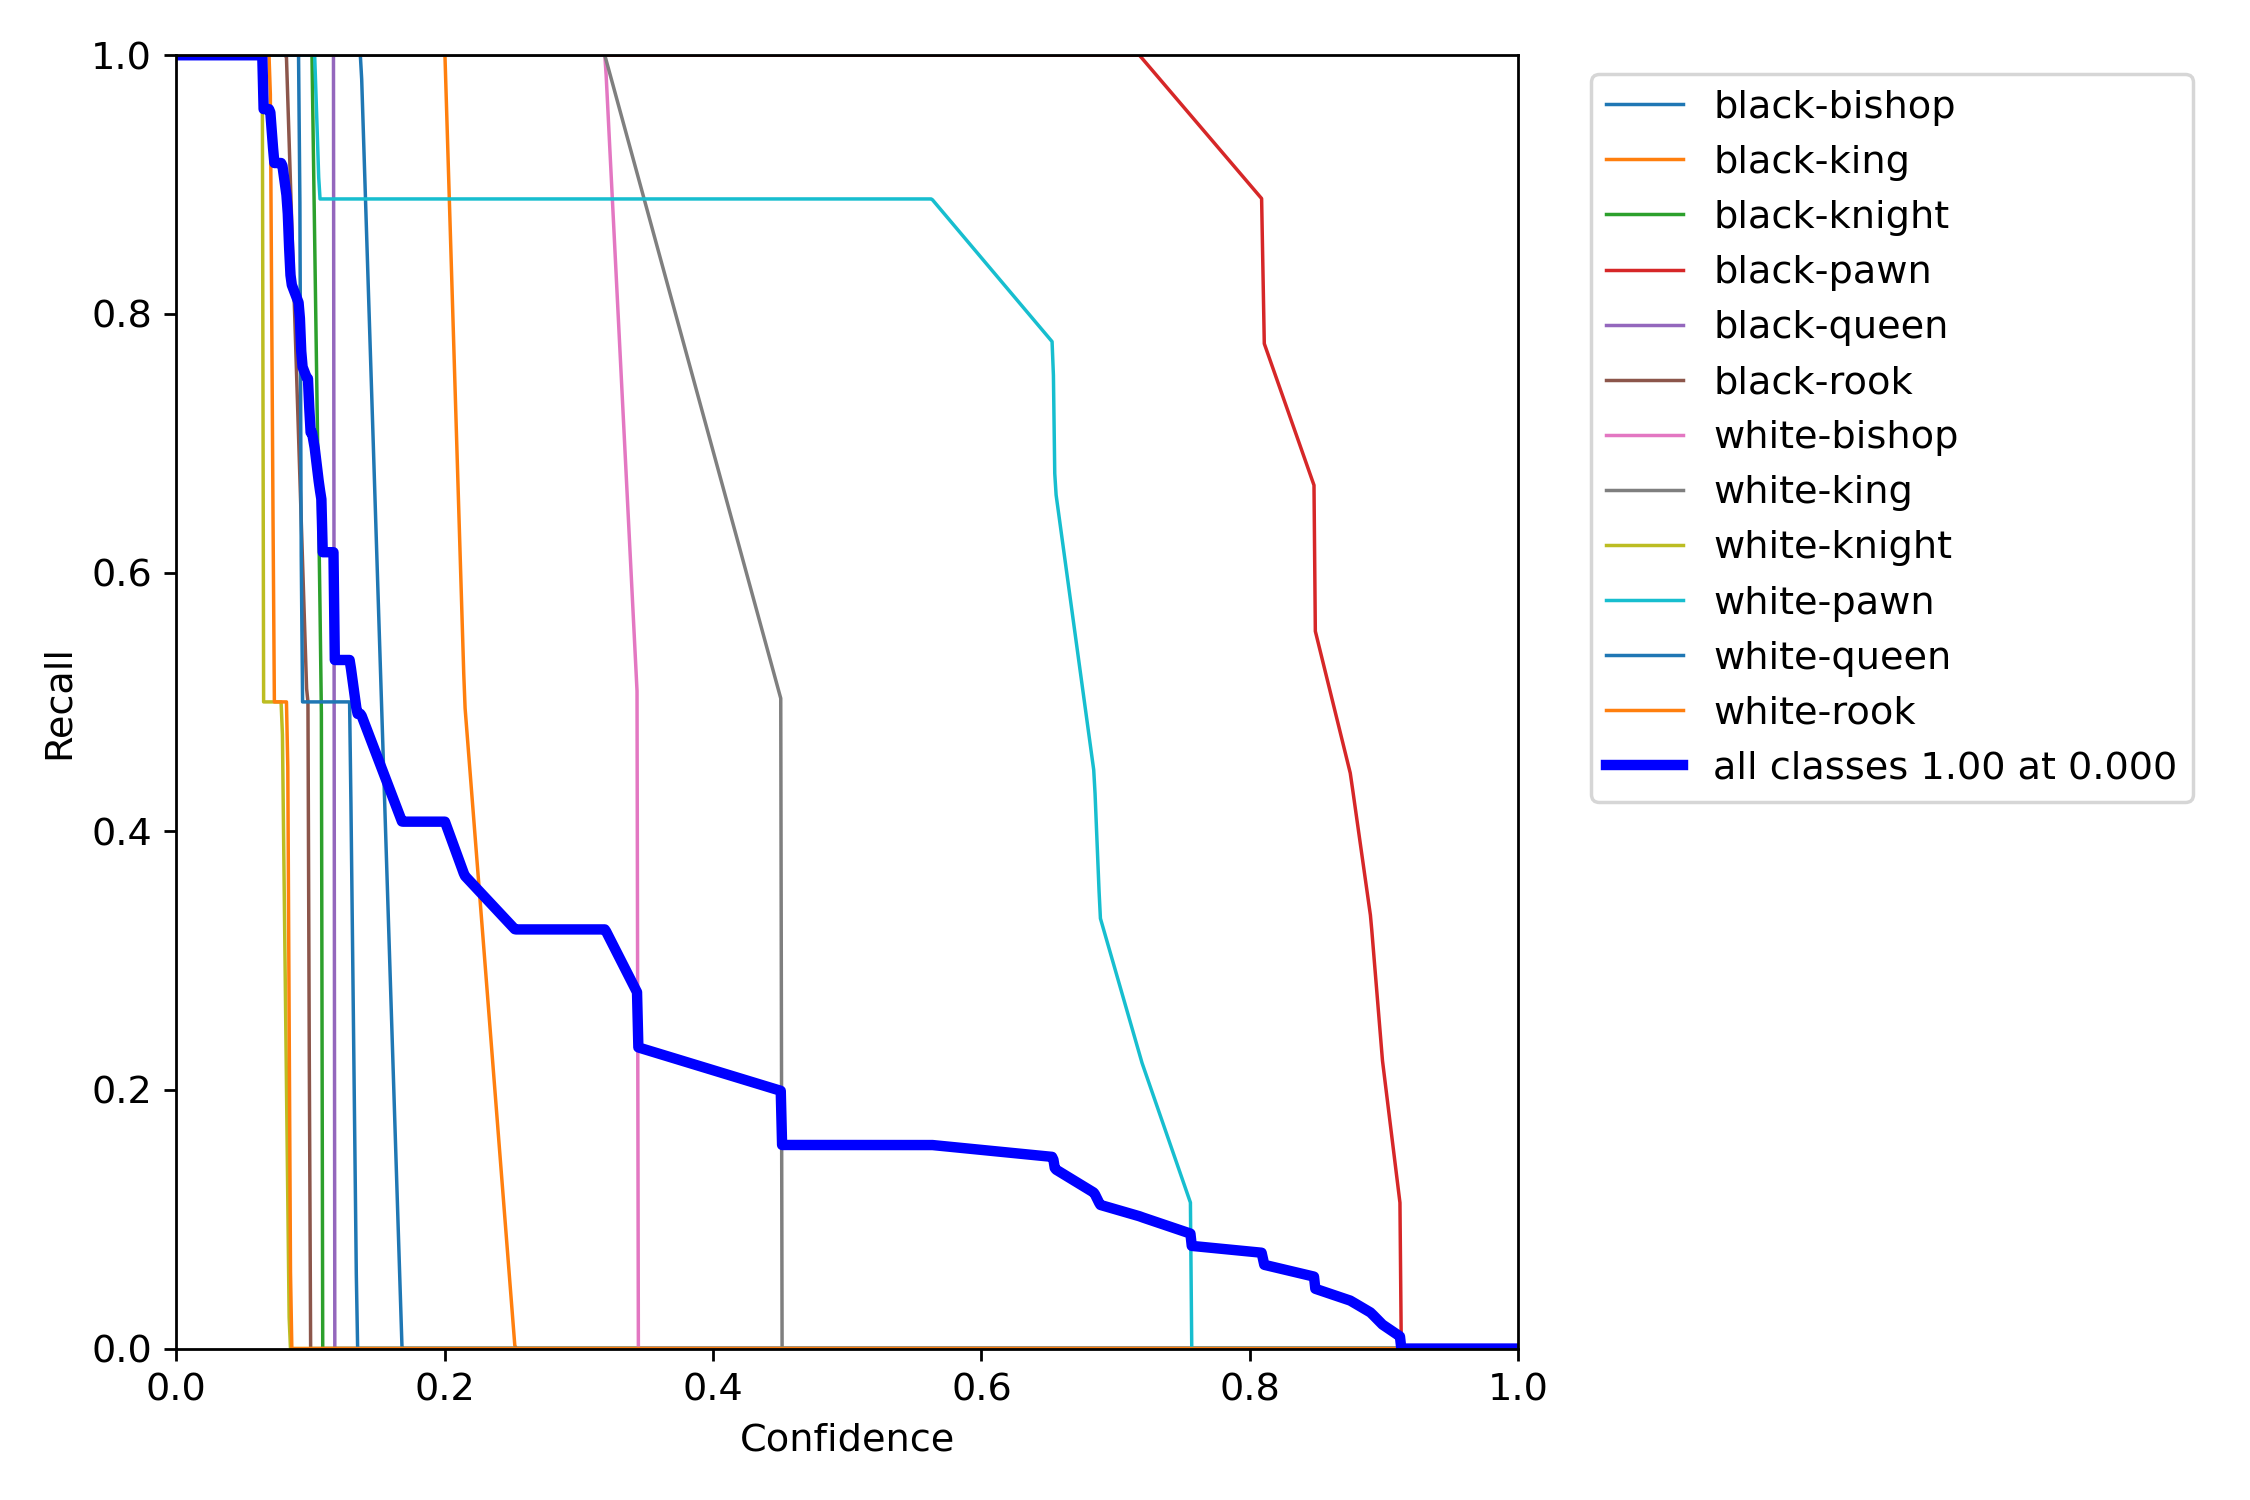 1.0
0.8
0.6
0.4
0.2
0.0
Recall
0.0 0.2 0.4 0.6 0.8 1.0
Confidence
black-bishop
black-king
black-knight
black-pawn
black-queen
black-rook
white-bishop
white-king
white-knight
white-pawn
white-queen
white-rook
all classes 1.00 at 0.000